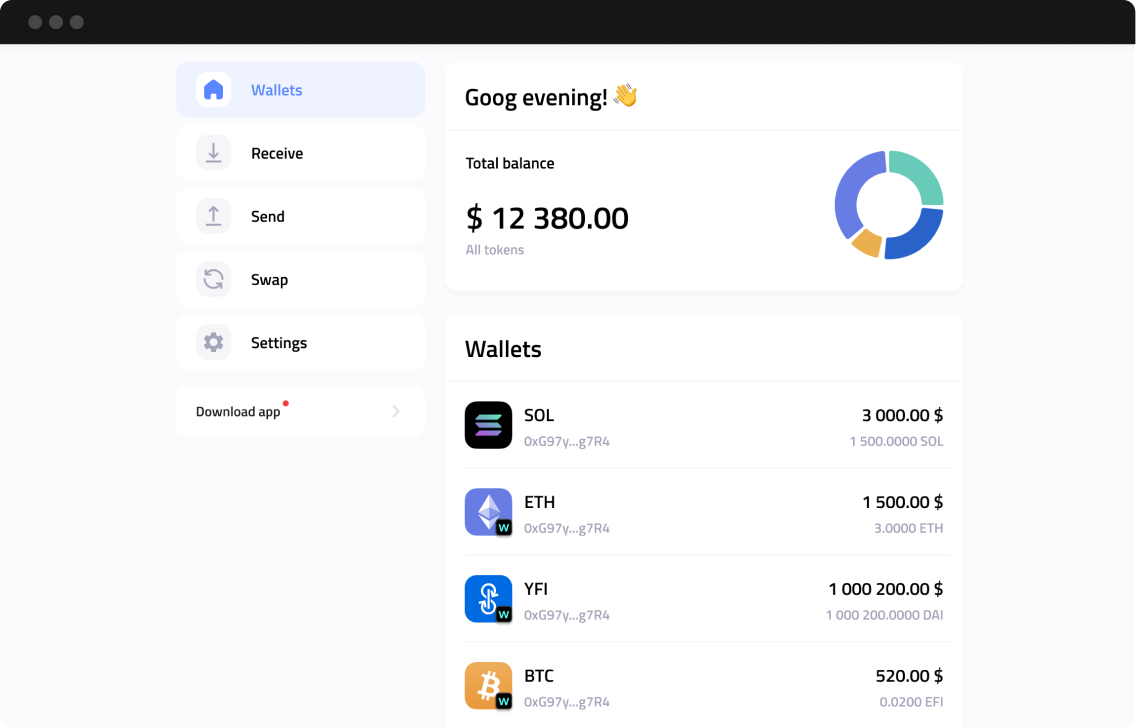 Wallets
Receive
Send
Swap
Settings
Download app
Goog evening! 👋
Total balance
$ 12 380.00
All tokens
Wallets
SOL 3 000.00 $
0xG97y...g7R4 1 500.0000 SOL
ETH 1 500.00 $
W 0xG97y...g7R4 3.0000 ETH
YFI 1 000 200.00 $
W 0xG97y...g7R4 1 000 200.0000 DAI
BTC 520.00 $
W 0xG97y...g7R4 0.0200 EFI